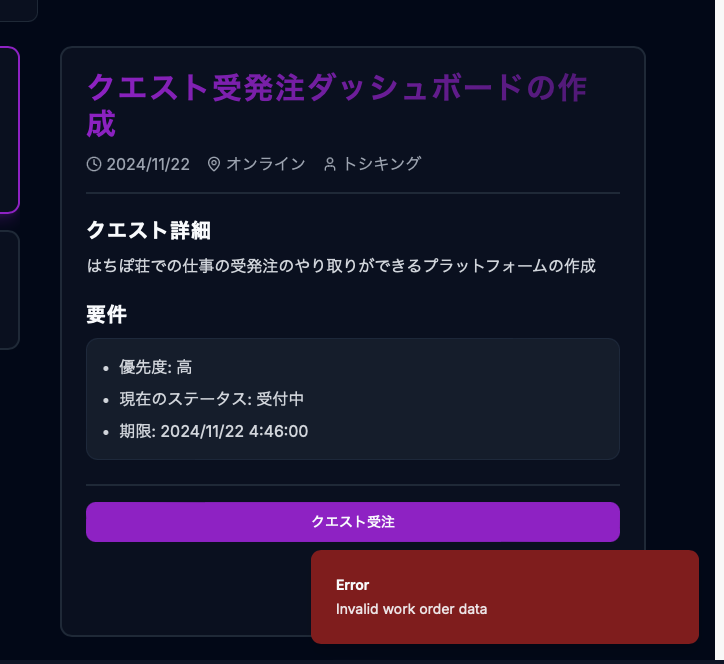 クエスト受発注ダッシュボードの作
成
2024/11/22 オンライン トシキング
クエスト詳細
はちぽ荘での仕事の受発注のやり取りができるプラットフォームの作成
要件
• 優先度: 高
• 現在のステータス: 受付中
• 期限: 2024/11/22 4:46:00
クエスト受注
Error
Invalid work order data